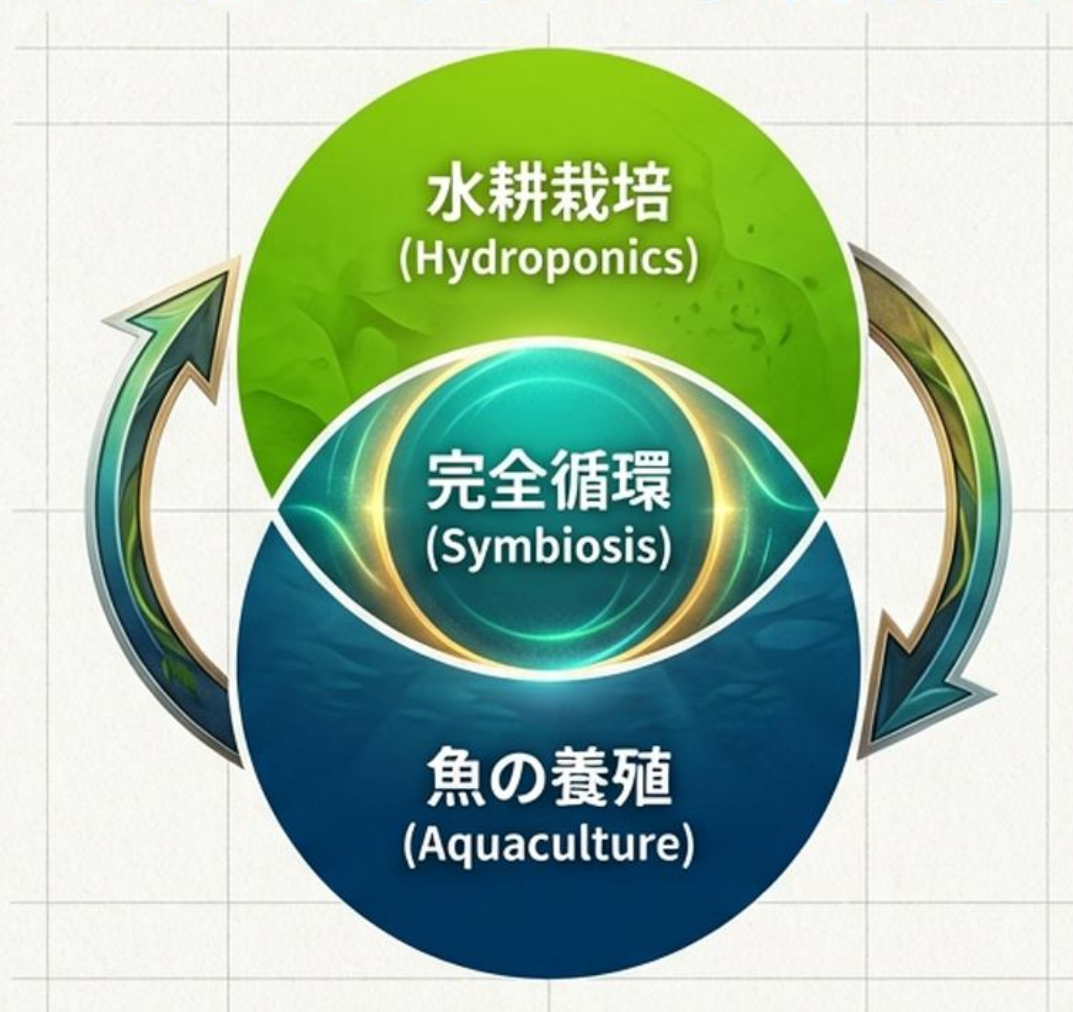 水耕栽培
(Hydroponics)
完全循環
(Symbiosis)
魚の養殖
(Aquaculture)